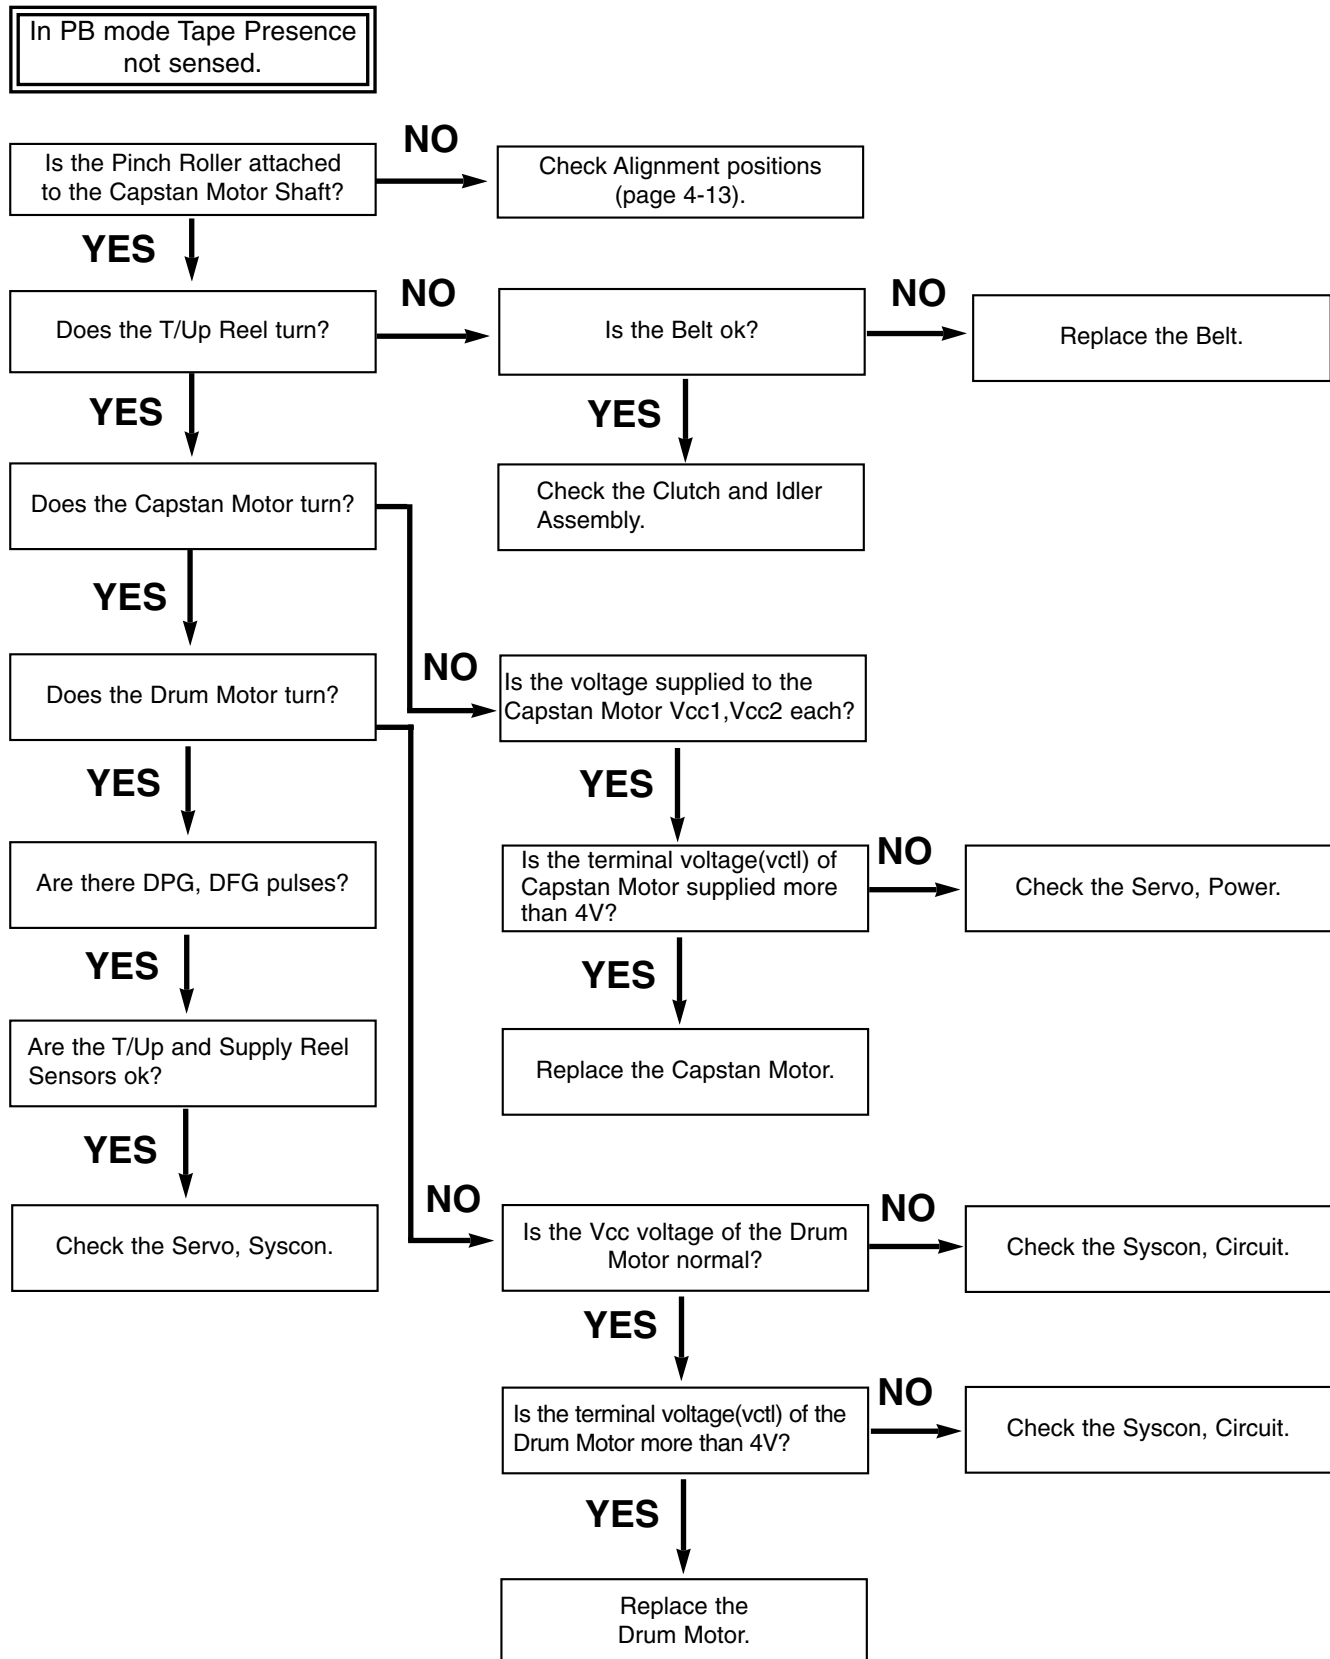 In PB mode Tape Presence
not sensed.
Is the Pinch Roller attached
to the Capstan Motor Shaft?
NO
Check Alignment positions
(page 4-13).
YES
Does the T/Up Reel turn?
NO
Is the Belt ok?
NO
Replace the Belt.
YES
YES
Check the Clutch and Idler
Assembly.
Does the Capstan Motor turn?
YES
NO
Is the voltage supplied to the
Capstan Motor Vcc1,Vcc2 each?
Does the Drum Motor turn?
YES
YES
Is the terminal voltage(vctl) of
Capstan Motor supplied more
than 4V?
NO
Check the Servo, Power.
Are there DPG, DFG pulses?
YES
YES
Replace the Capstan Motor.
Are the T/Up and Supply Reel
Sensors ok?
YES
Check the Servo, Syscon.
NO
Is the Vcc voltage of the Drum
Motor normal?
NO
Check the Syscon, Circuit.
YES
Is the terminal voltage(vctl) of the
Drum Motor more than 4V?
NO
Check the Syscon, Circuit.
YES
Replace the
Drum Motor.